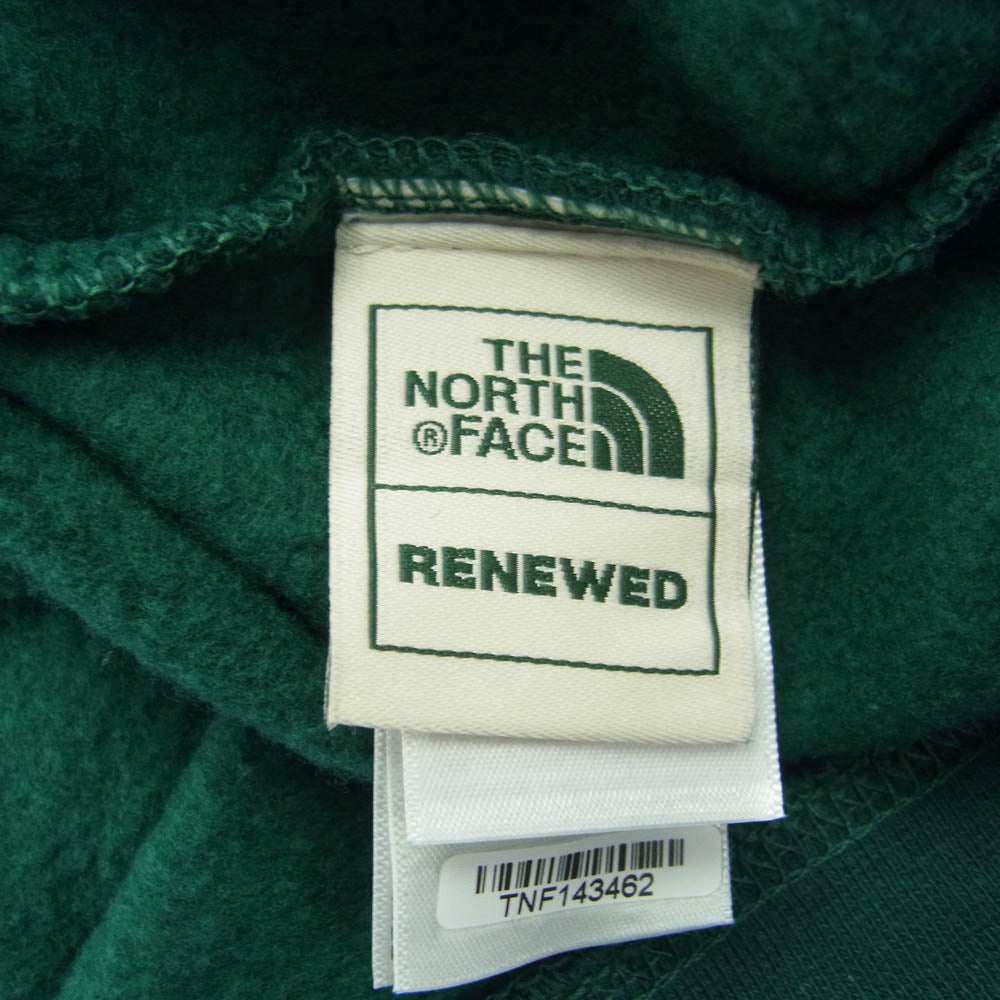 THE
NORTH
®FACE
RENEWED
TNF143462